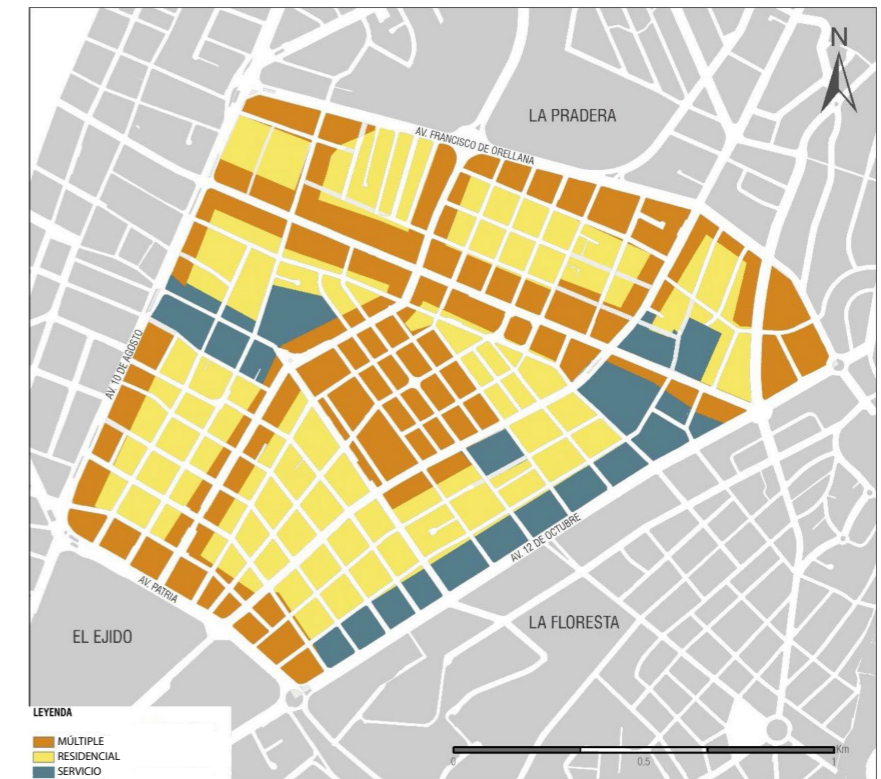 N
LA PRADERA
AV. FRANCISCO DE ORELLANA
AV. 10 DE AGOSTO
AV. 12 DE OCTUBRE
AV. PATRIA
EL EJIDO
LA FLORESTA
LEYENDA
MÚLTIPLE
RESIDENCIAL
SERVICIO
Km
0 0.5 1